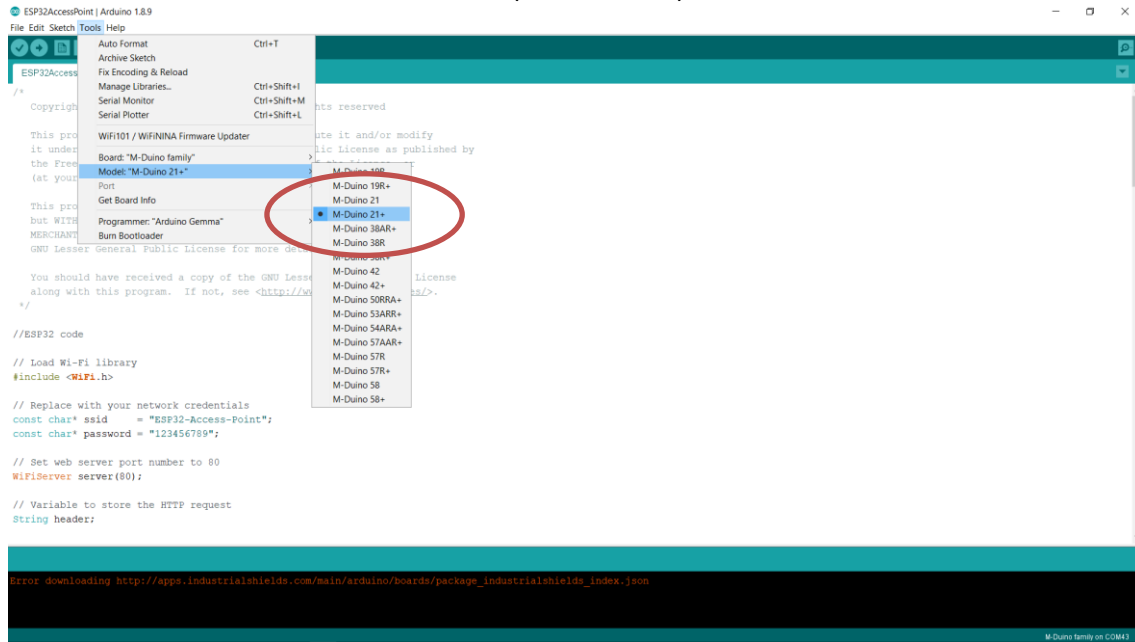 ESP32AccessPoint | Arduino 1.8.9
File Edit Sketch Tools Help
Auto Format Ctrl+T
Archive Sketch
Fix Encoding & Reload
Manage Libraries... Ctrl+Shift+I
Serial Monitor Ctrl+Shift+M
Serial Plotter Ctrl+Shift+L
WiFi101 / WiFiNINA Firmware Updater
Board: "M-Duino family"
Model: "M-Duino 21+"
Port
Get Board Info
Programmer: "Arduino Gemma"
Burn Bootloader
M-Duino 19R
M-Duino 19R+
M-Duino 21
M-Duino 21+
M-Duino 38AR+
M-Duino 38R
M-Duino 38R+
M-Duino 42
M-Duino 42+
M-Duino 50RRA+
M-Duino 53ARR+
M-Duino 54ARA+
M-Duino 57AAR+
M-Duino 57R
M-Duino 57R+
M-Duino 58
M-Duino 58+
ESP32Access
/*
Copyrigh hts reserved
This pro ute it and/or modify
it under lic License as published by
the Free
(at your
This pro
but WITH
MERCHANT
GNU Lesser General Public License for more deta
You should have received a copy of the GNU Lesse License
along with this program. If not, see <http://ww es/>.
*/
//ESP32 code
// Load Wi-Fi library
#include <WiFi.h>
// Replace with your network credentials
const char* ssid = "ESP32-Access-Point";
const char* password = "123456789";
// Set web server port number to 80
WiFiServer server(80);
// Variable to store the HTTP request
String header;
Error downloading http://apps.industrialshields.com/main/arduino/boards/package_industrialshields_index.json
M-Duino family on COM43